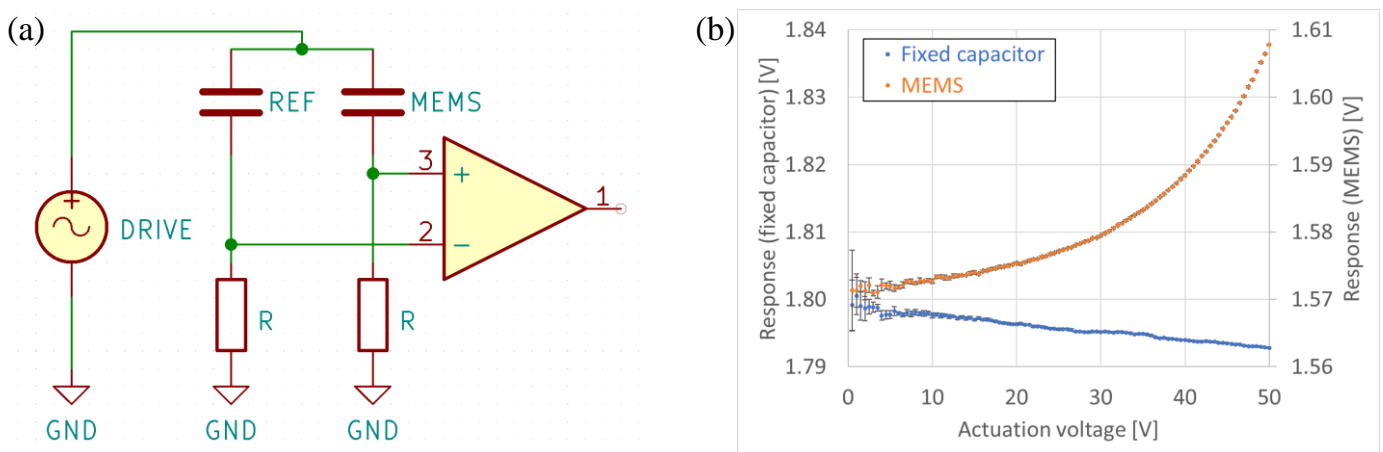 (a)
REF
MEMS
3
+
1
2
−
DRIVE
R
R
GND
GND
GND
(b)
Fixed capacitor
MEMS
Response (fixed capacitor) [V]
1.84
1.83
1.82
1.81
1.80
1.79
Response (MEMS) [V]
1.61
1.60
1.59
1.58
1.57
1.56
0 10 20 30 40 50
Actuation voltage [V]